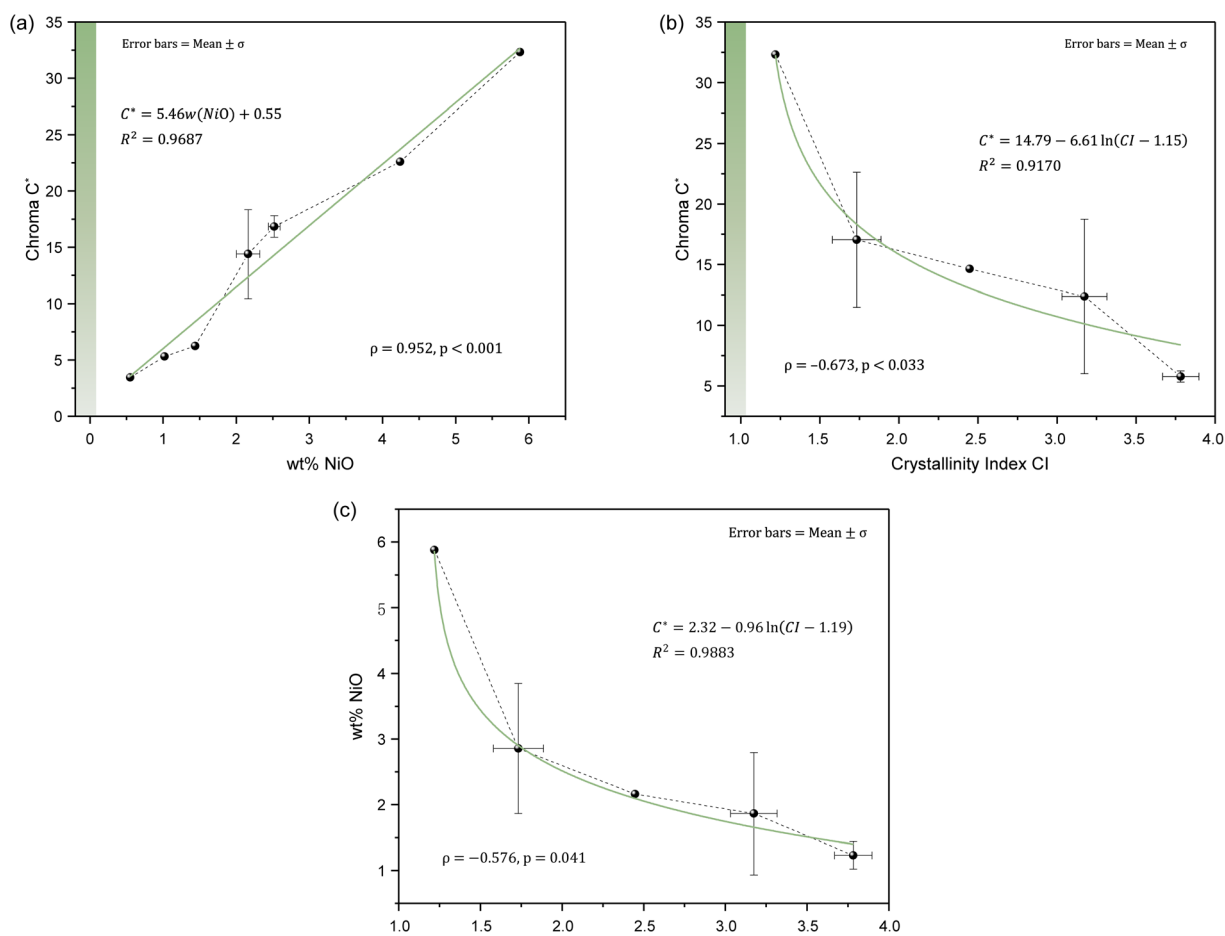 (a)
35
30
25
20
15
10
5
0
Chroma C*
Error bars = Mean ± σ
C* = 5.46w(NiO) + 0.55
R² = 0.9687
ρ = 0.952, p < 0.001
0 1 2 3 4 5 6
wt% NiO
(b)
35
30
25
20
15
10
5
Chroma C*
Error bars = Mean ± σ
C* = 14.79 − 6.61 ln(CI − 1.15)
R² = 0.9170
ρ = −0.673, p < 0.033
1.0 1.5 2.0 2.5 3.0 3.5 4.0
Crystallinity Index CI
(c)
6
5
4
3
2
1
wt% NiO
Error bars = Mean ± σ
C* = 2.32 − 0.96 ln(CI − 1.19)
R² = 0.9883
ρ = −0.576, p = 0.041
1.0 1.5 2.0 2.5 3.0 3.5 4.0